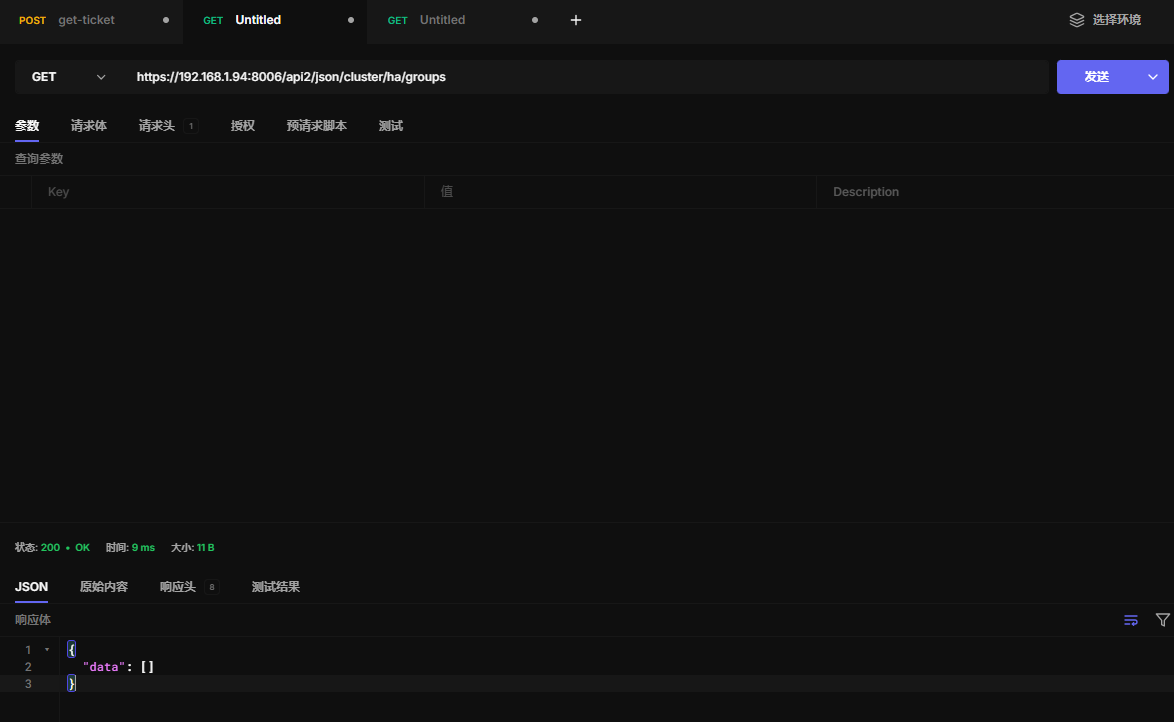 POST get-ticket GET Untitled GET Untitled + 选择环境
GET https://192.168.1.94:8006/api2/json/cluster/ha/groups 发送
参数 请求体 请求头 1 授权 预请求脚本 测试
查询参数
Key 值 Description
状态: 200 • OK 时间: 9 ms 大小: 11 B
JSON 原始内容 响应头 8 测试结果
响应体
1 {
2 "data": []
3 }